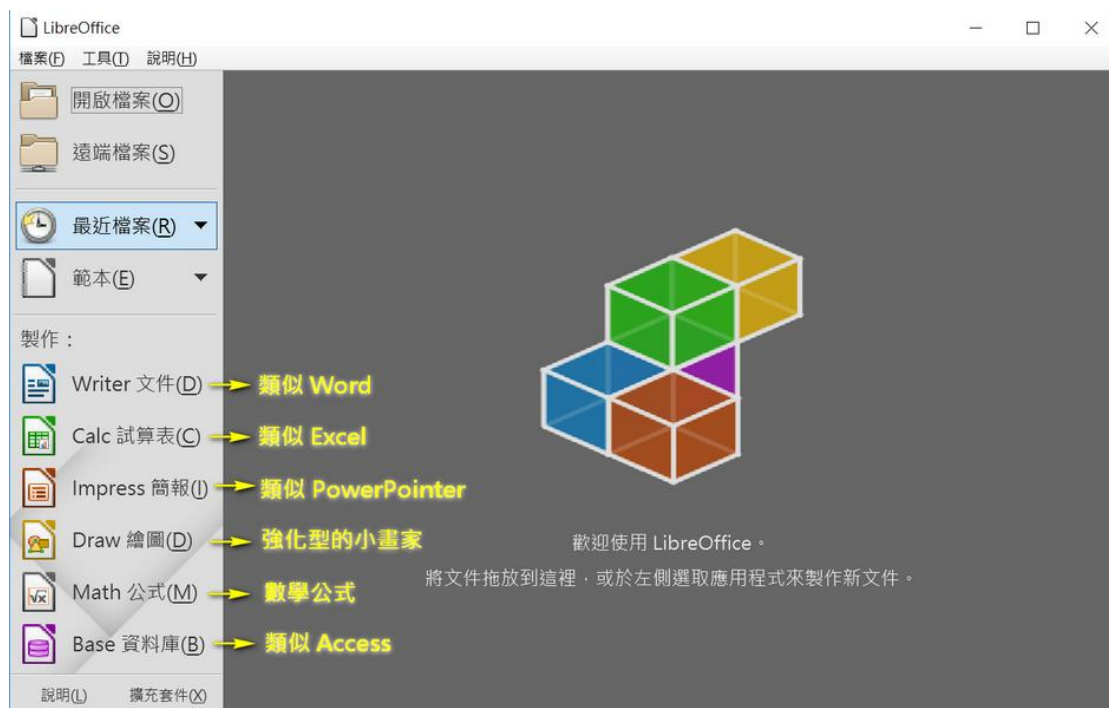 LibreOffice
檔案(F) 工具(T) 說明(H)
開啟檔案(O)
遠端檔案(S)
最近檔案(R)
範本(E)
製作：
Writer 文件(D) 類似 Word
Calc 試算表(C) 類似 Excel
Impress 簡報(I) 類似 PowerPointer
Draw 繪圖(D) 強化型的小畫家
Math 公式(M) 數學公式
Base 資料庫(B) 類似 Access
歡迎使用 LibreOffice。
將文件拖放到這裡，或於左側選取應用程式來製作新文件。
說明(L) 擴充套件(X)